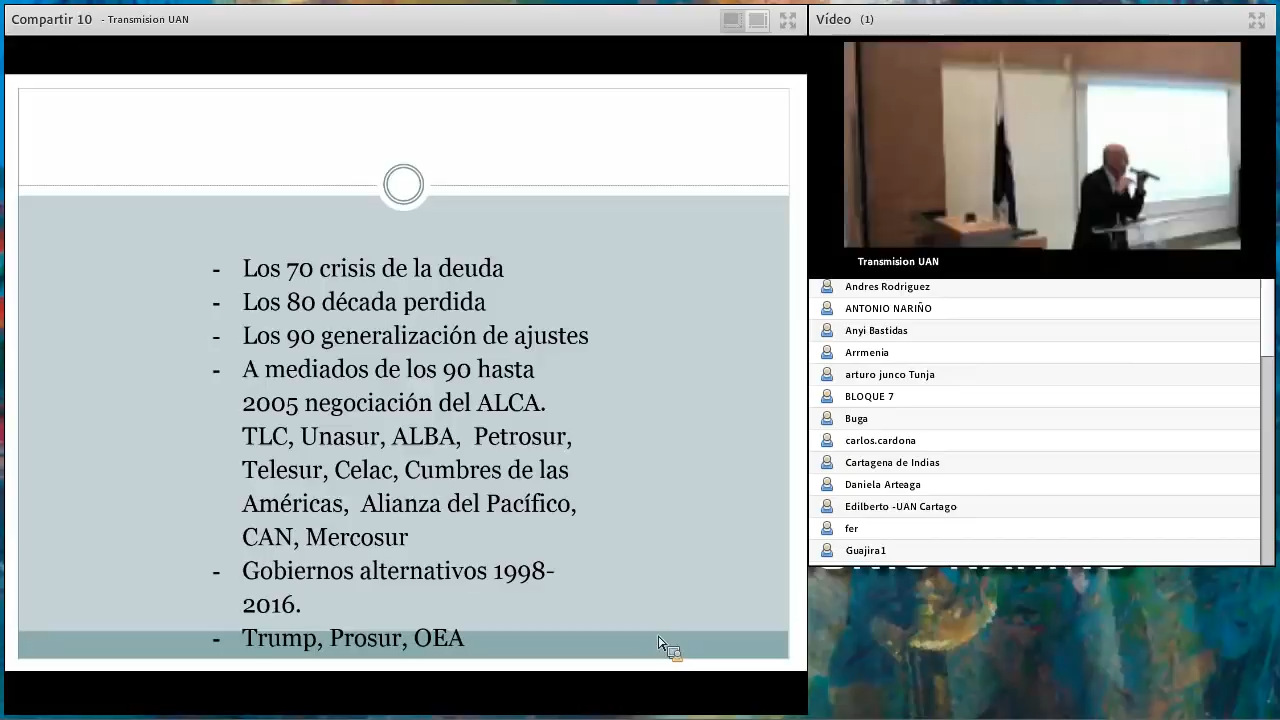 Compartir 10 - Transmision UAN
- Los 70 crisis de la deuda
- Los 80 década perdida
- Los 90 generalización de ajustes
- A mediados de los 90 hasta
2005 negociación del ALCA.
TLC, Unasur, ALBA, Petrosur,
Telesur, Celac, Cumbres de las
Américas, Alianza del Pacífico,
CAN, Mercosur
- Gobiernos alternativos 1998-
2016.
- Trump, Prosur, OEA
Vídeo (1)
Transmision UAN
Andres Rodriguez
ANTONIO NARIÑO
Anyi Bastidas
Arrmenia
arturo junco Tunja
BLOQUE 7
Buga
carlos.cardona
Cartagena de Indias
Daniela Arteaga
Edilberto -UAN Cartago
fer
Guajira1